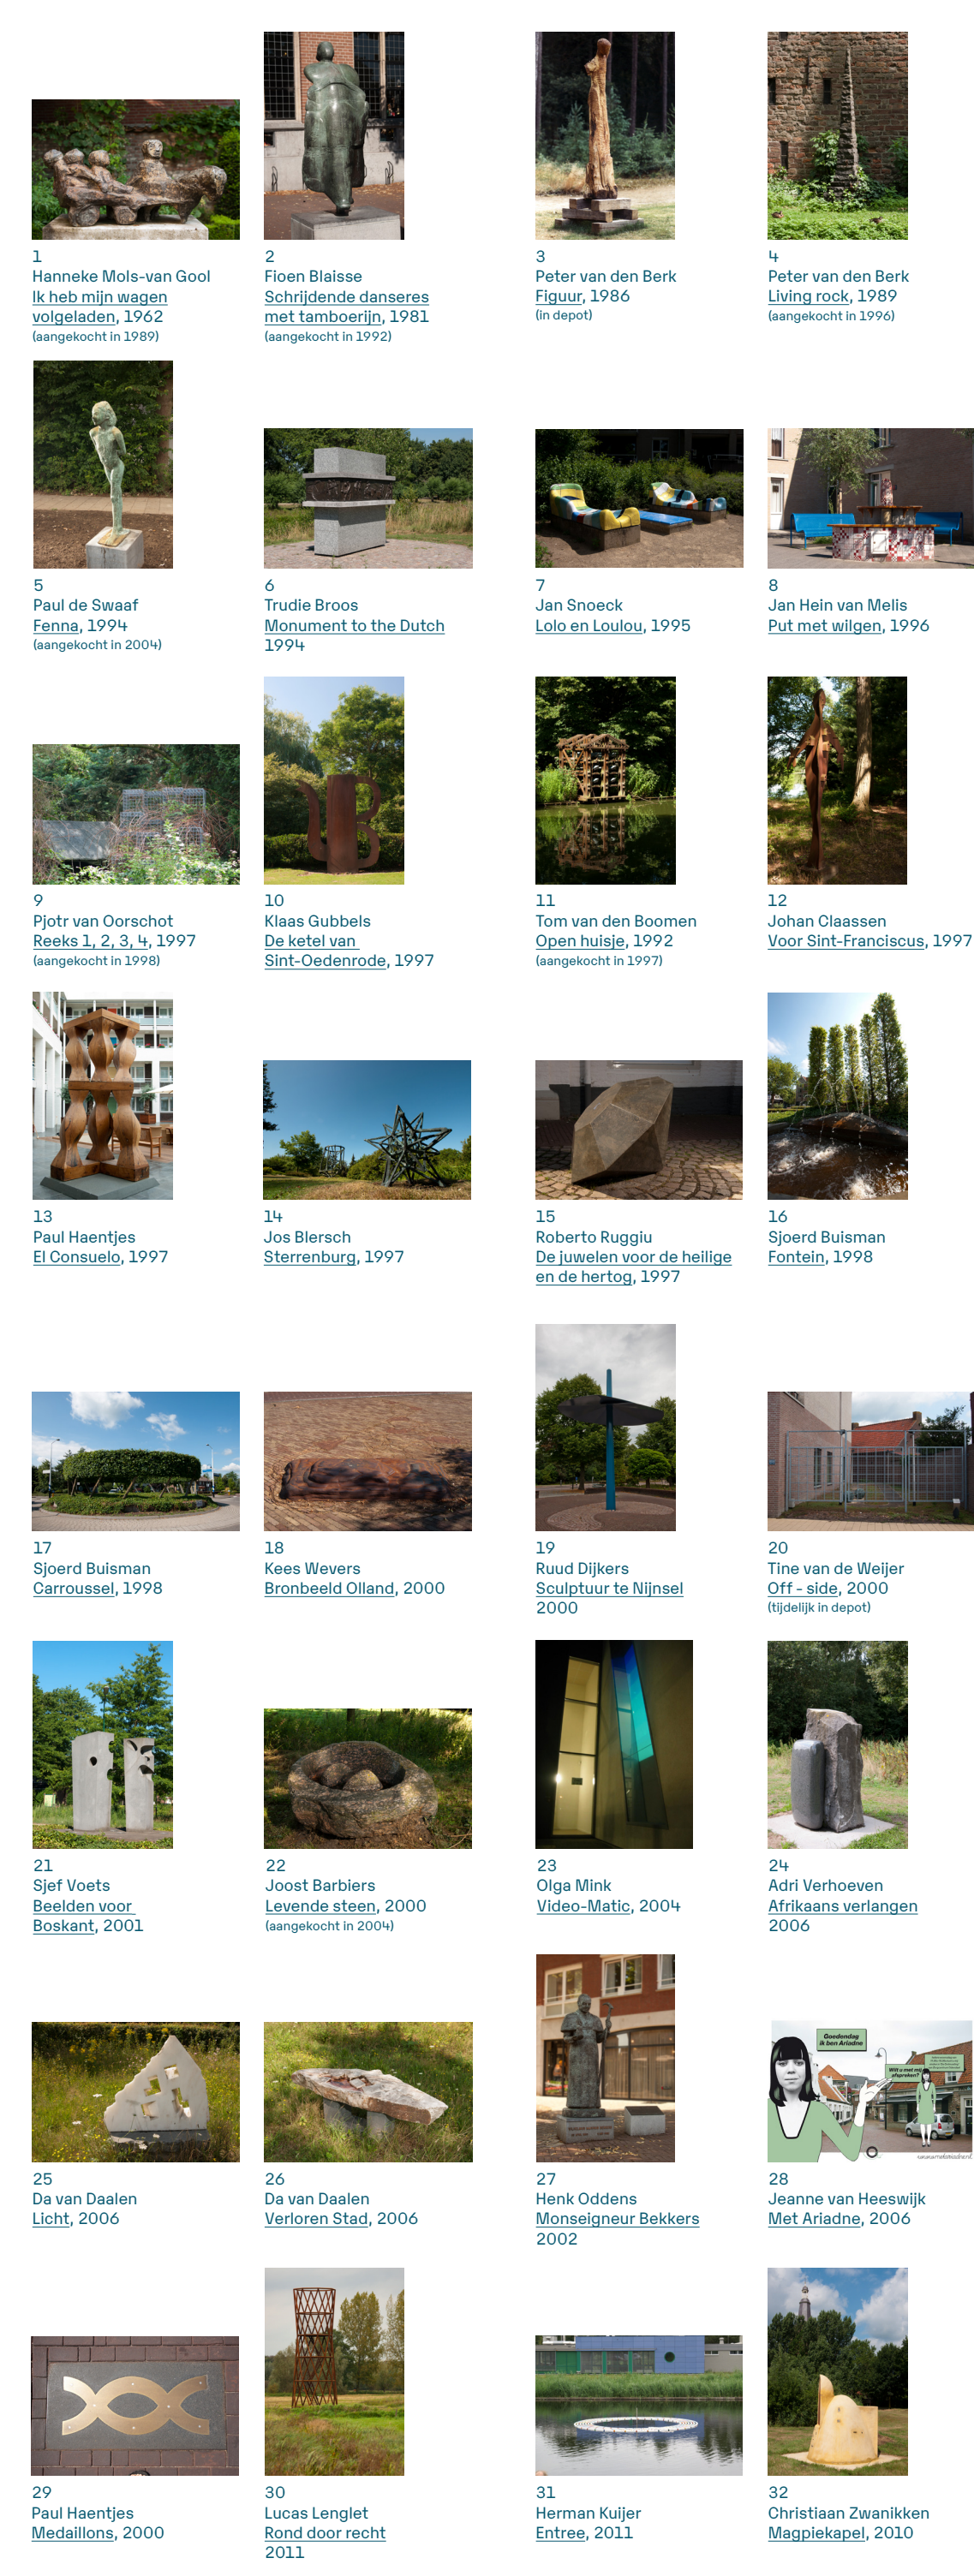 1
Hanneke Mols-van Gool
Ik heb mijn wagen
volgeladen, 1962
(aangekocht in 1989)
2
Fioen Blaisse
Schrijdende danseres
met tamboerijn, 1981
(aangekocht in 1992)
3
Peter van den Berk
Figuur, 1986
(in depot)
4
Peter van den Berk
Living rock, 1989
(aangekocht in 1996)
5
Paul de Swaaf
Fenna, 1994
(aangekocht in 2004)
6
Trudie Broos
Monument to the Dutch
1994
7
Jan Snoeck
Lolo en Loulou, 1995
8
Jan Hein van Melis
Put met wilgen, 1996
9
Pjotr van Oorschot
Reeks 1, 2, 3, 4, 1997
(aangekocht in 1998)
10
Klaas Gubbels
De ketel van
Sint-Oedenrode, 1997
11
Tom van den Boomen
Open huisje, 1992
(aangekocht in 1997)
12
Johan Claassen
Voor Sint-Franciscus, 1997
13
Paul Haentjes
El Consuelo, 1997
14
Jos Blersch
Sterrenburg, 1997
15
Roberto Ruggiu
De juwelen voor de heilige
en de hertog, 1997
16
Sjoerd Buisman
Fontein, 1998
17
Sjoerd Buisman
Carroussel, 1998
18
Kees Wevers
Bronbeeld Olland, 2000
19
Ruud Dijkers
Sculptuur te Nijnsel
2000
20
Tine van de Weijer
Off - side, 2000
(tijdelijk in depot)
21
Sjef Voets
Beelden voor
Boskant, 2001
22
Joost Barbiers
Levende steen, 2000
(aangekocht in 2004)
23
Olga Mink
Video-Matic, 2004
24
Adri Verhoeven
Afrikaans verlangen
2006
Goedendag
ik ben Ariadne
Wilt u met mij
afspreken?
25
Da van Daalen
Licht, 2006
26
Da van Daalen
Verloren Stad, 2006
27
Henk Oddens
Monseigneur Bekkers
2002
28
Jeanne van Heeswijk
Met Ariadne, 2006
29
Paul Haentjes
Medaillons, 2000
30
Lucas Lenglet
Rond door recht
2011
31
Herman Kuijer
Entree, 2011
32
Christiaan Zwanikken
Magpiekapel, 2010